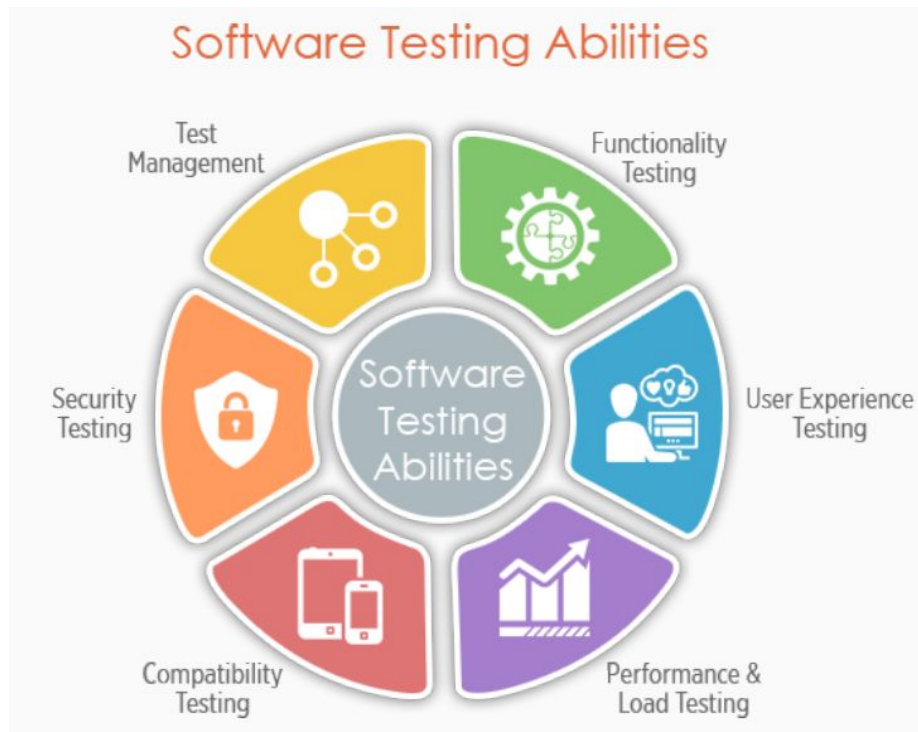 Software Testing Abilities
Test
Management
Functionality
Testing
Security
Testing
Software
Testing
Abilities
User Experience
Testing
Compatibility
Testing
Performance &
Load Testing